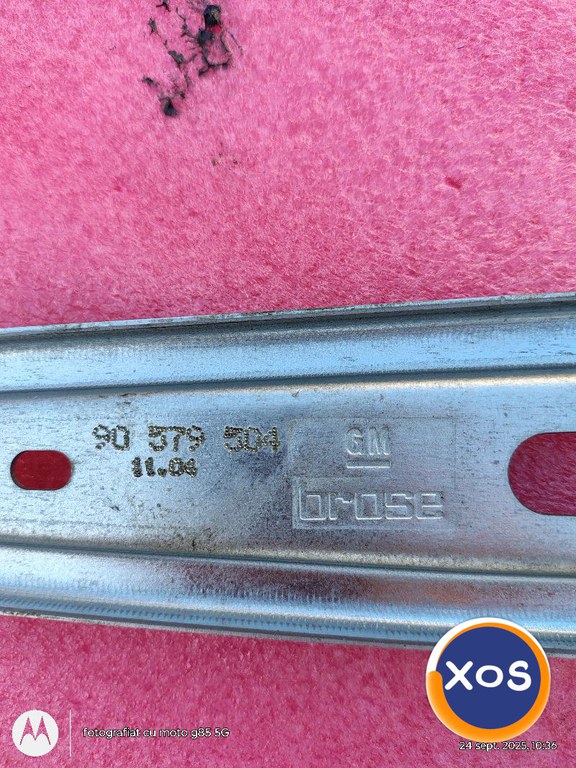 90 579 504
11.04
GM
brose
XOS
fotografiat cu moto g85 5G
24 sept. 2025, 10:36